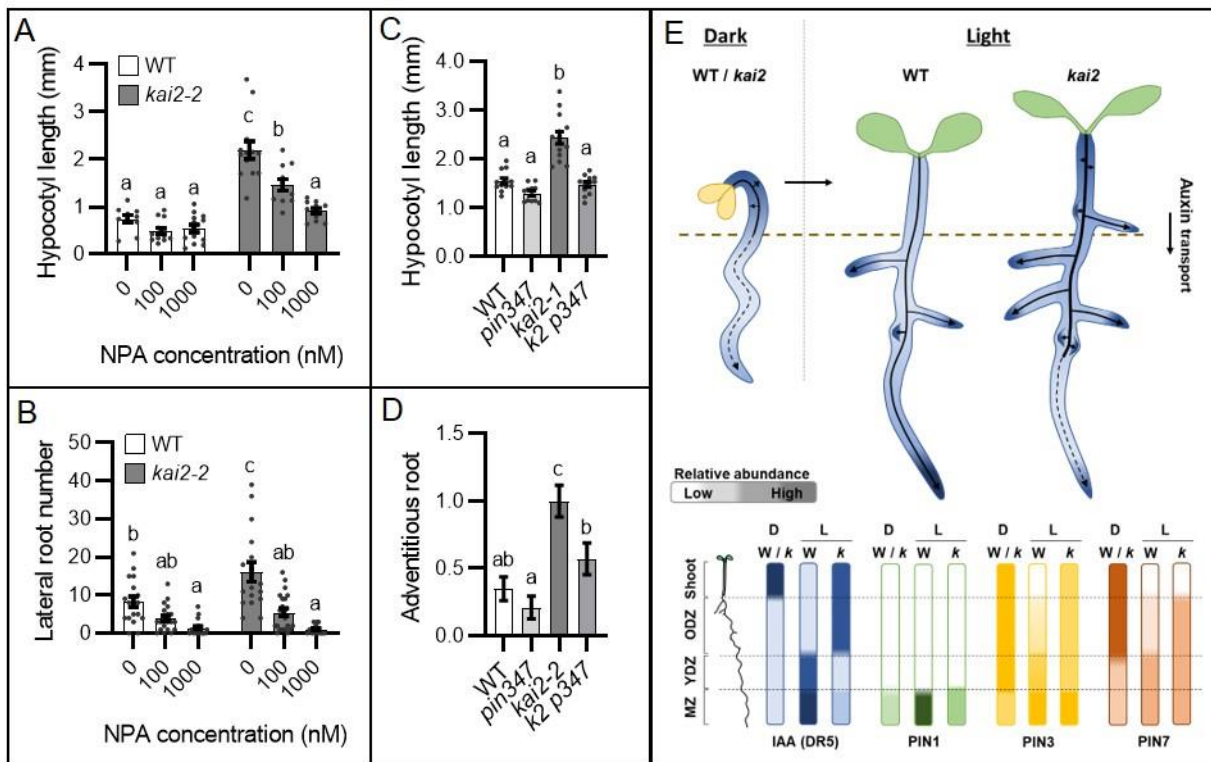 A
WT
kai2-2
Hypocotyl length (mm)
4
3
2
1
0
a
a
a
c
b
a
0
100
1000
0
100
1000
NPA concentration (nM)
B
WT
kai2-2
Lateral root number
50
40
30
20
10
0
b
ab
a
c
ab
a
0
100
1000
0
100
1000
NPA concentration (nM)
C
Hypocotyl length (mm)
4.0
3.0
2.0
1.0
0.0
a
a
b
a
WT
pin347
kai2-1
k2 p347
D
Adventitious root
1.5
1.0
0.5
0.0
ab
a
c
b
WT
pin347
kai2-2
k2 p347
E
Dark
Light
WT / kai2
WT
kai2
Auxin transport
Relative abundance
Low High
D L D L D L D L
W / k W k W / k W k W / k W k W / k W k
Shoot
ODZ
YDZ
MZ
IAA (DR5) PIN1 PIN3 PIN7